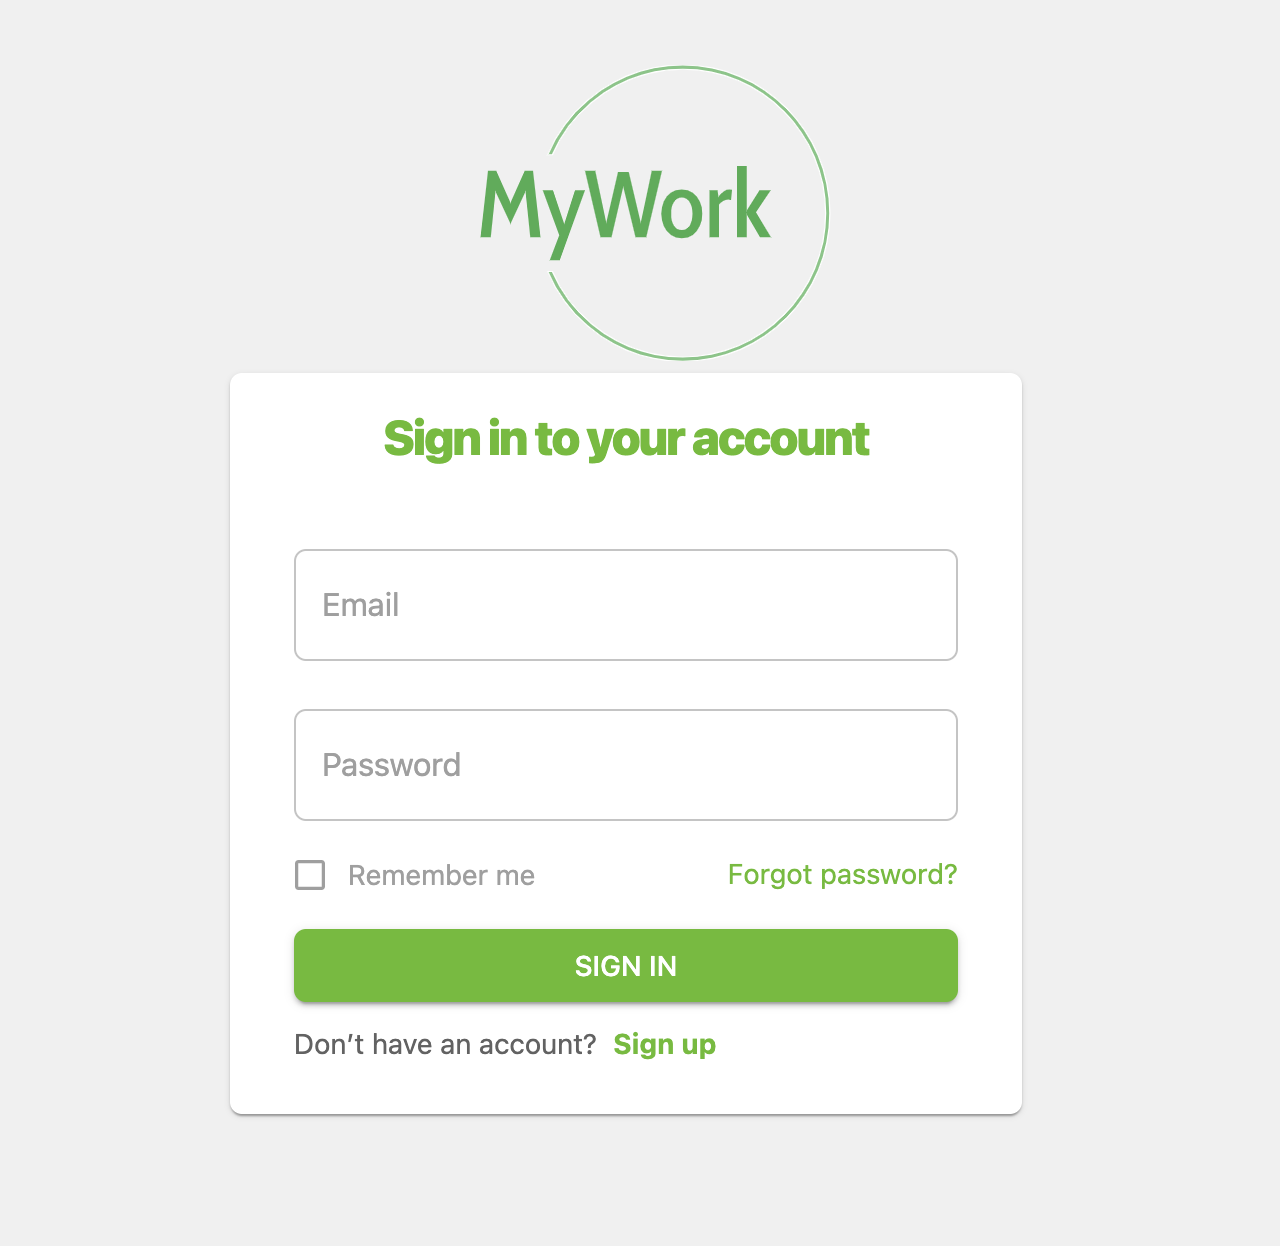 MyWork
Sign in to your account
Email
Password
Remember me
Forgot password?
SIGN IN
Don’t have an account? Sign up